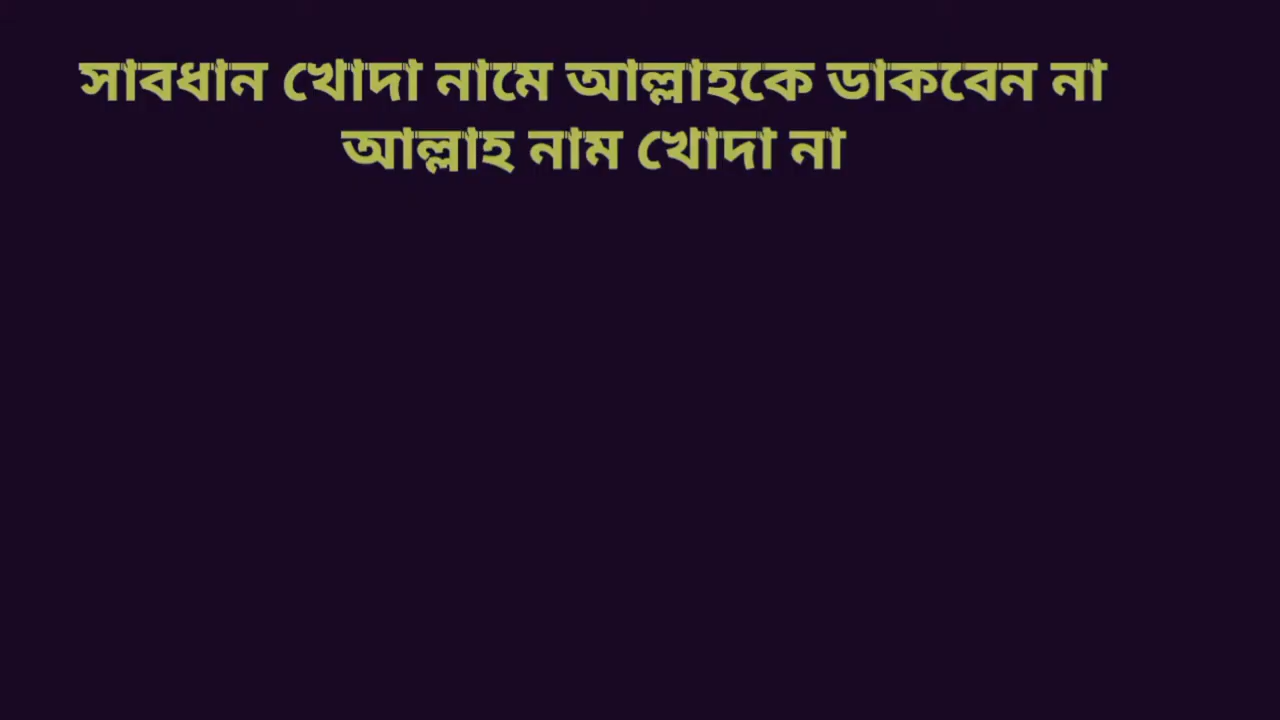 সাবধান খোদা নামে আল্লাহকে ডাকবেন না
আল্লাহ নাম খোদা না